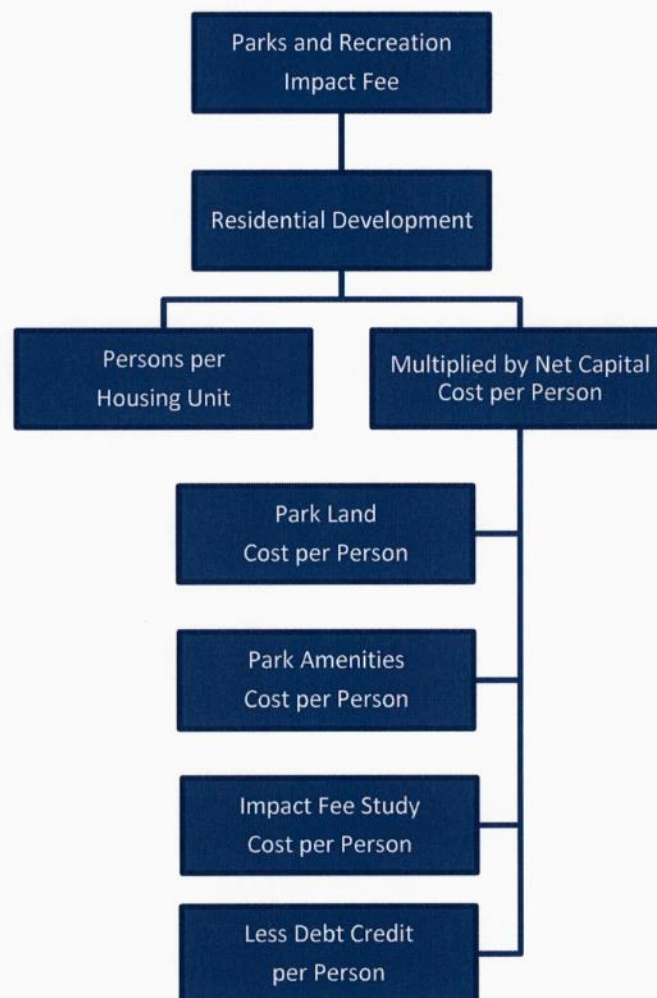 Parks and Recreation
Impact Fee
Residential Development
Persons per
Housing Unit
Multiplied by Net Capital
Cost per Person
Park Land
Cost per Person
Park Amenities
Cost per Person
Impact Fee Study
Cost per Person
Less Debt Credit
per Person